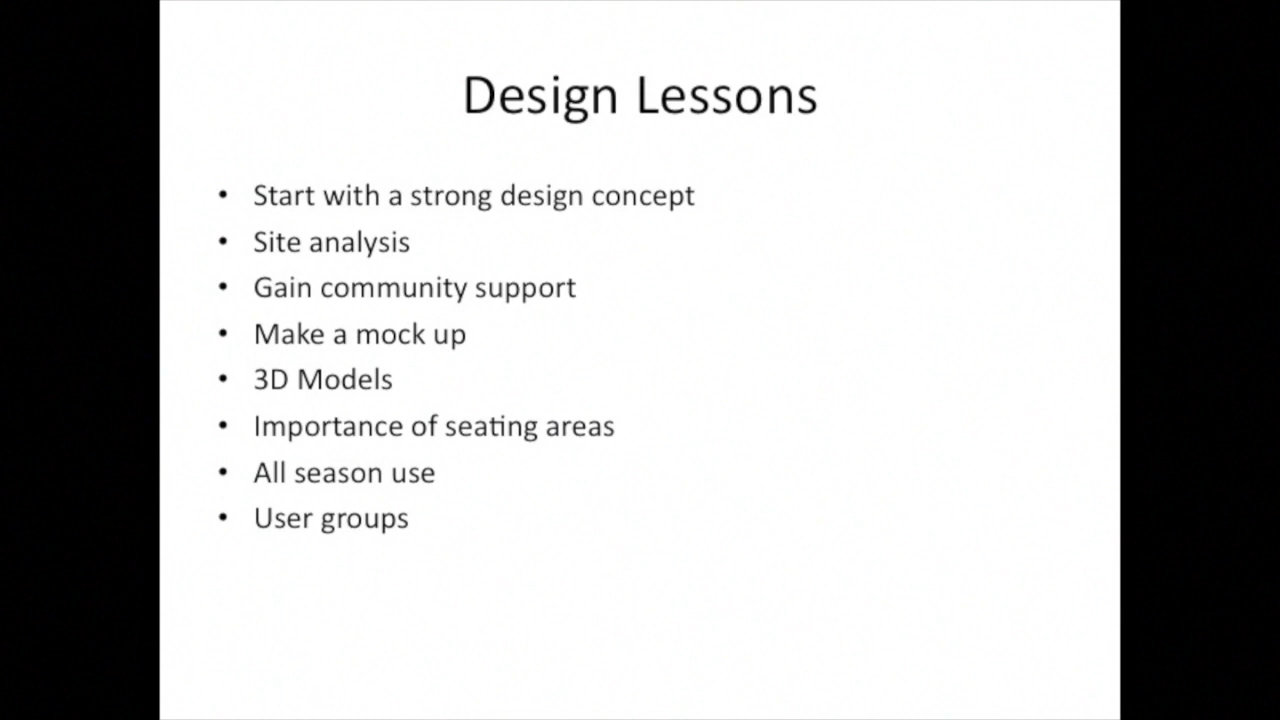 Design Lessons
• Start with a strong design concept
• Site analysis
• Gain community support
• Make a mock up
• 3D Models
• Importance of seating areas
• All season use
• User groups